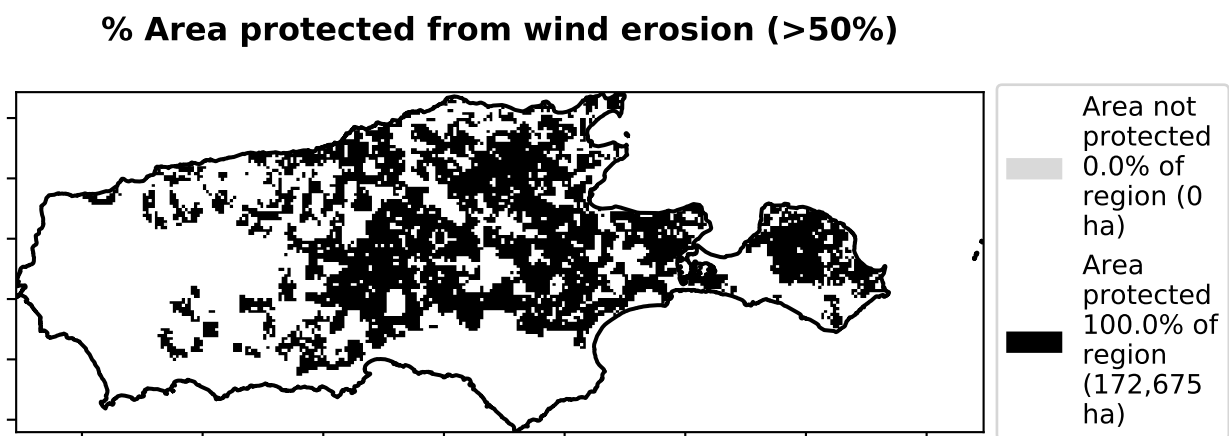 % Area protected from wind erosion (>50%)
Area not
protected
0.0% of
region (0
ha)
Area
protected
100.0% of
region
(172,675
ha)